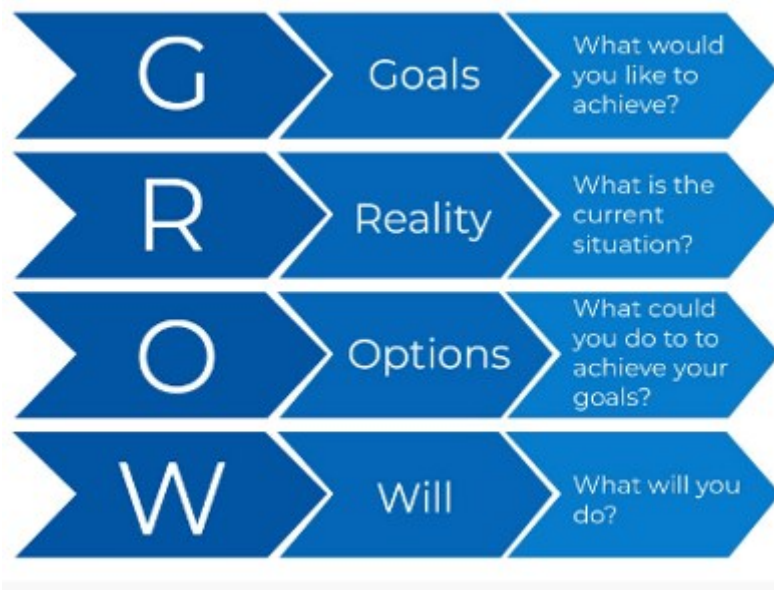 G
Goals
What would
you like to
achieve?
R
Reality
What is the
current
situation?
O
Options
What could
you do to to
achieve your
goals?
W
Will
What will you
do?